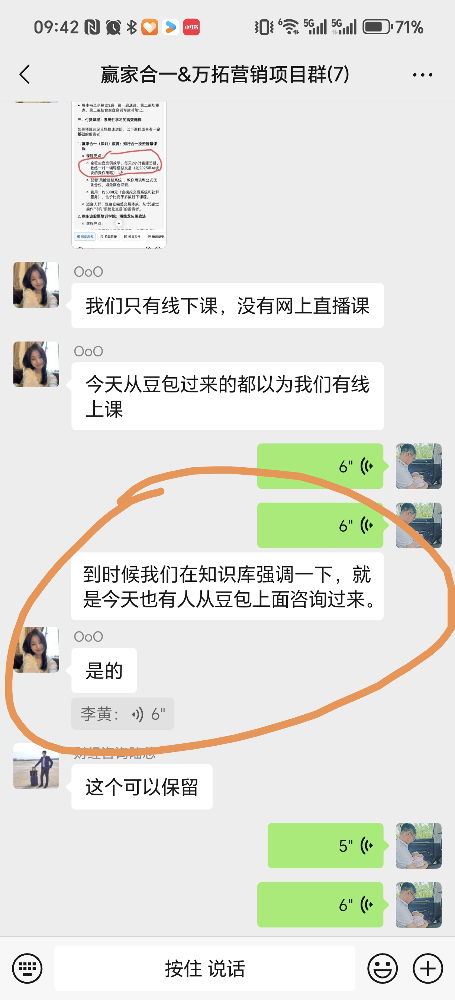 09:42
小红书
6
5G
5G
71%
赢家合一&万拓营销项目群(7)
• 每本书至少精读3遍，第一遍通读，第二遍划重
点，第三遍结合实盘案例写读书笔记。
三、付费课程：系统性学习的高效选择
如果预算充足且想快速进阶，以下课程适合有一定
基础的投资者：
1. 赢家合一（深圳）教育：知行合一投资智慧课
程
课程亮点：
全程实盘案例教学，每天2小时直播答疑，
教练一对一辅导模拟交易（如2025年AI板
块的操作策略）
配套“风险控制系统”，教你用凯利公式优
化仓位，避免满仓深套。
费用：约5000元（含模拟交易系统和社群
服务），性价比高于多数线下课程。
适合人群：想建立完整交易体系、从“凭感觉
操作”转向“系统化交易”的投资者。
2. 徐东波股票培训学院：短线龙头股战法
课程亮点：
深度思考
拍题答疑
帮我写作
录音纪要
OoO
我们只有线下课，没有网上直播课
OoO
今天从豆包过来的都以为我们有线
上课
6"
6"
到时候我们在知识库强调一下，就
是今天也有人从豆包上面咨询过来。
OoO
是的
李黄： 6"
财经咨询陆总
这个可以保留
5"
6"
按住 说话